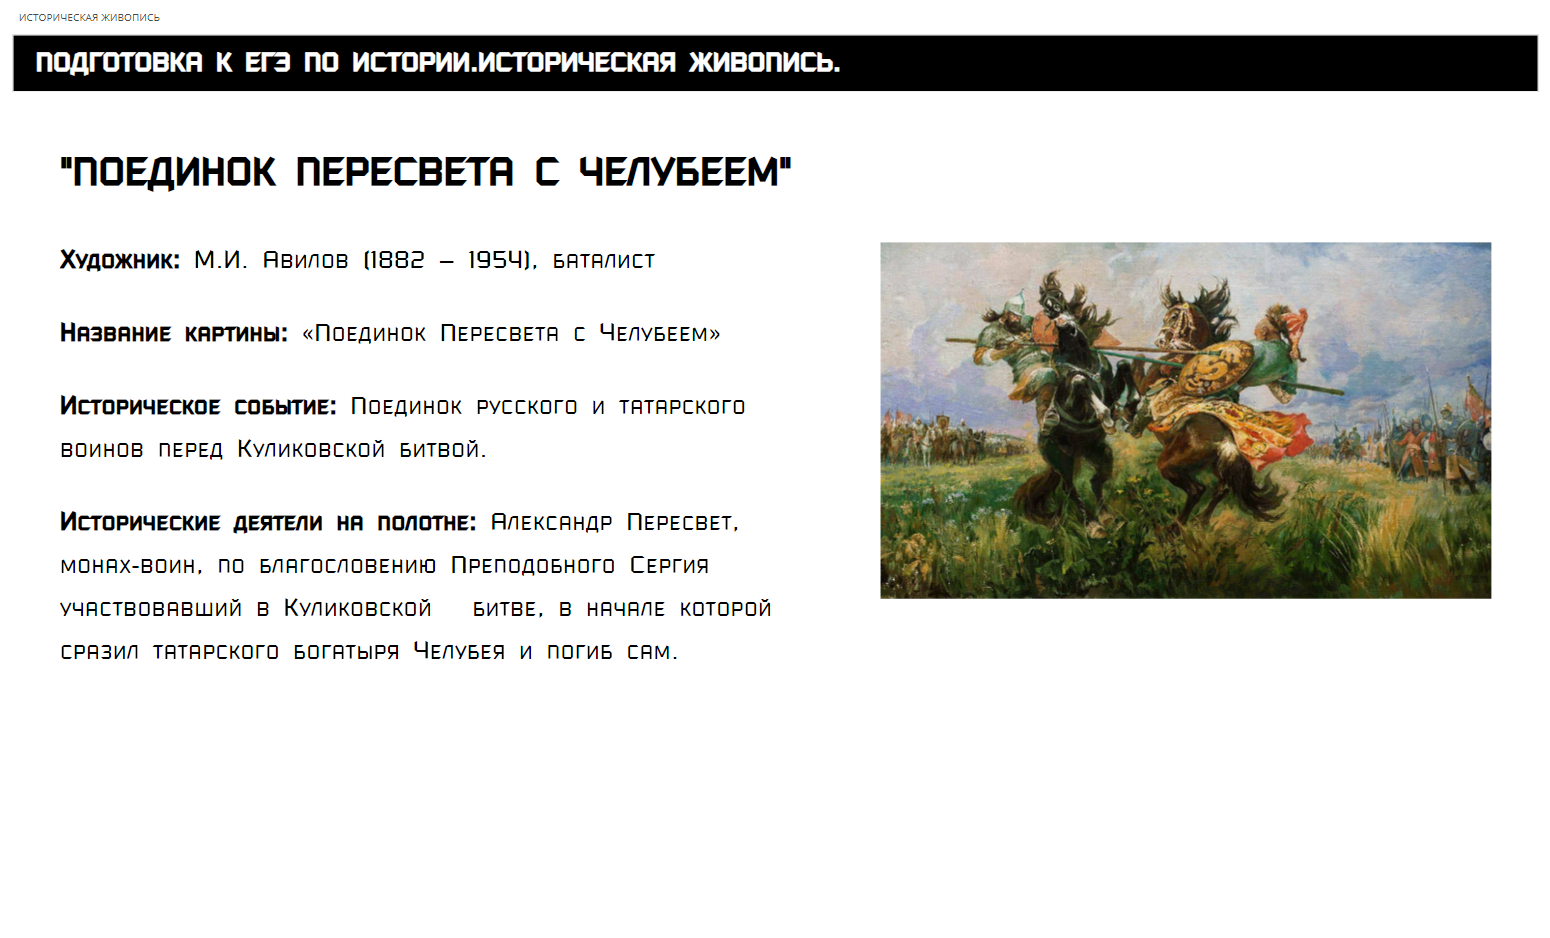 ИСТОРИЧЕСКАЯ ЖИВОПИСЬ
ПОДГОТОВКА К ЕГЭ ПО ИСТОРИИ.ИСТОРИЧЕСКАЯ ЖИВОПИСЬ.
"ПОЕДИНОК ПЕРЕСВЕТА С ЧЕЛУБЕЕМ"
Художник: М.И. Авилов (1882 – 1954), баталист
Название картины: «Поединок Пересвета с Челубеем»
Историческое событие: Поединок русского и татарского
воинов перед Куликовской битвой.
Исторические деятели на полотне: Александр Пересвет,
монах-воин, по благословению Преподобного Сергия
участвовавший в Куликовской битве, в начале которой
сразил татарского богатыря Челубея и погиб сам.